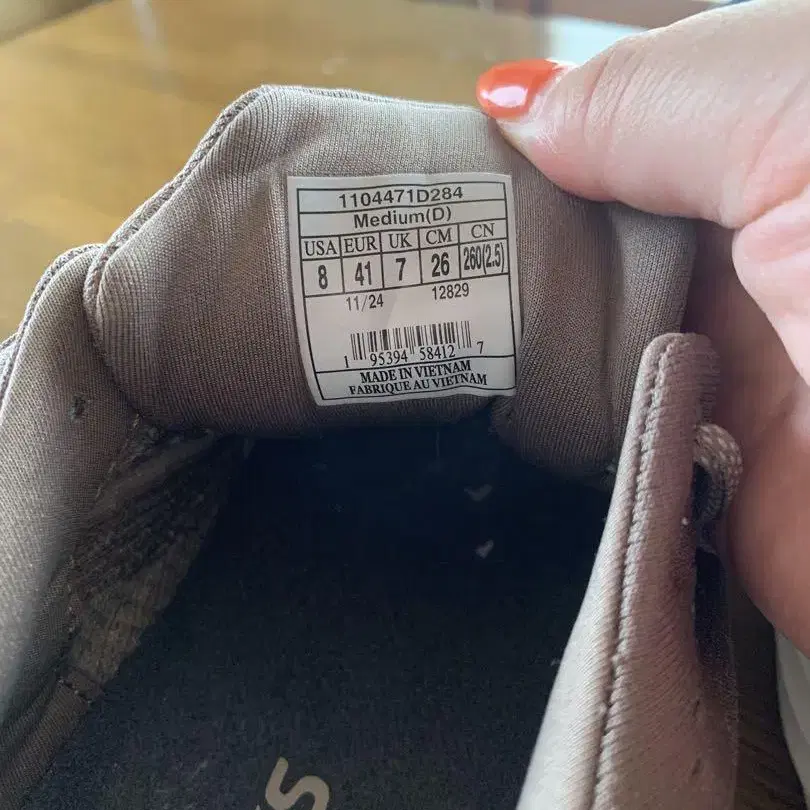 1104471D284
Medium(D)
USA EUR UK CM CN
8 41 7 26 260(2.5)
11/24 12829
1 95394 58412 7
MADE IN VIETNAM
FABRIQUE AU VIETNAM
S